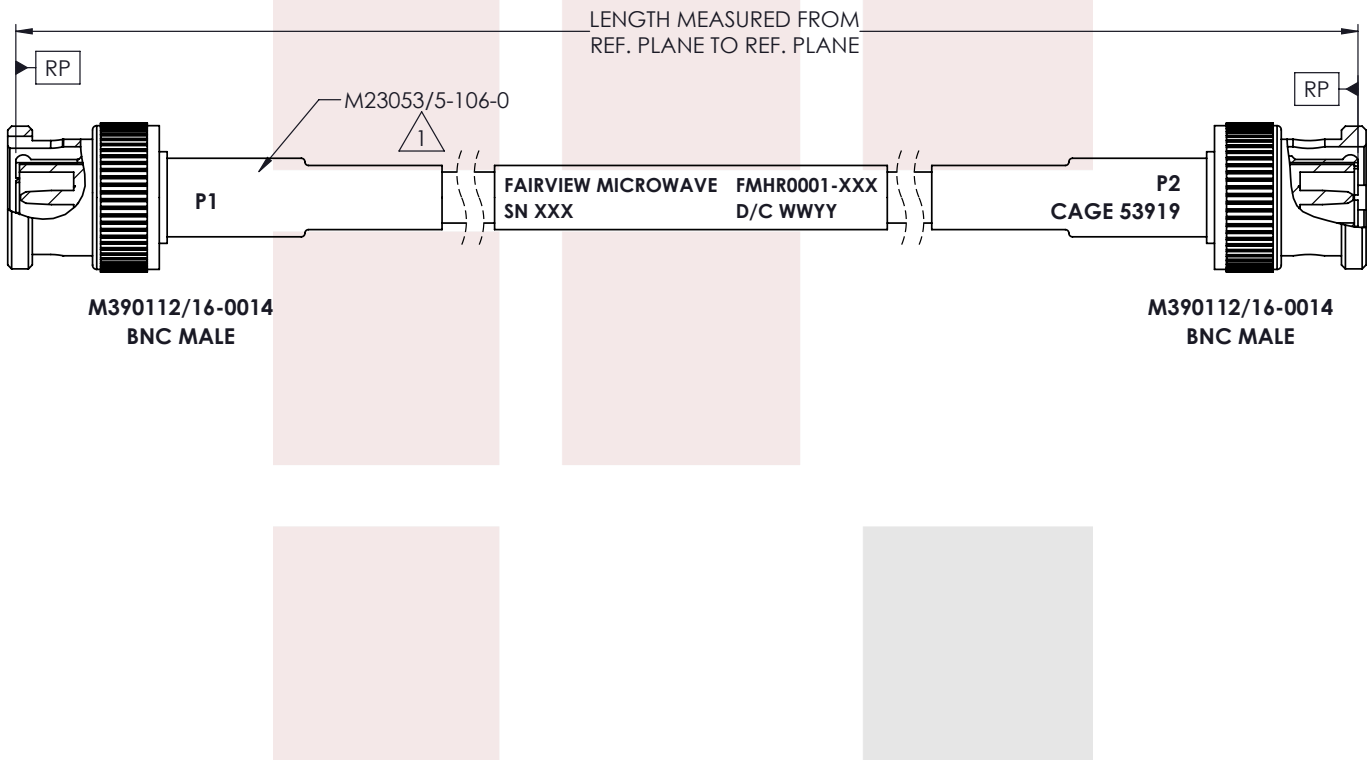 LENGTH MEASURED FROM
REF. PLANE TO REF. PLANE
RP
RP
M23053/5-106-0
1
P1
FAIRVIEW MICROWAVE FMHR0001-XXX
SN XXX D/C WWYY
P2
CAGE 53919
M390112/16-0014
BNC MALE
M390112/16-0014
BNC MALE